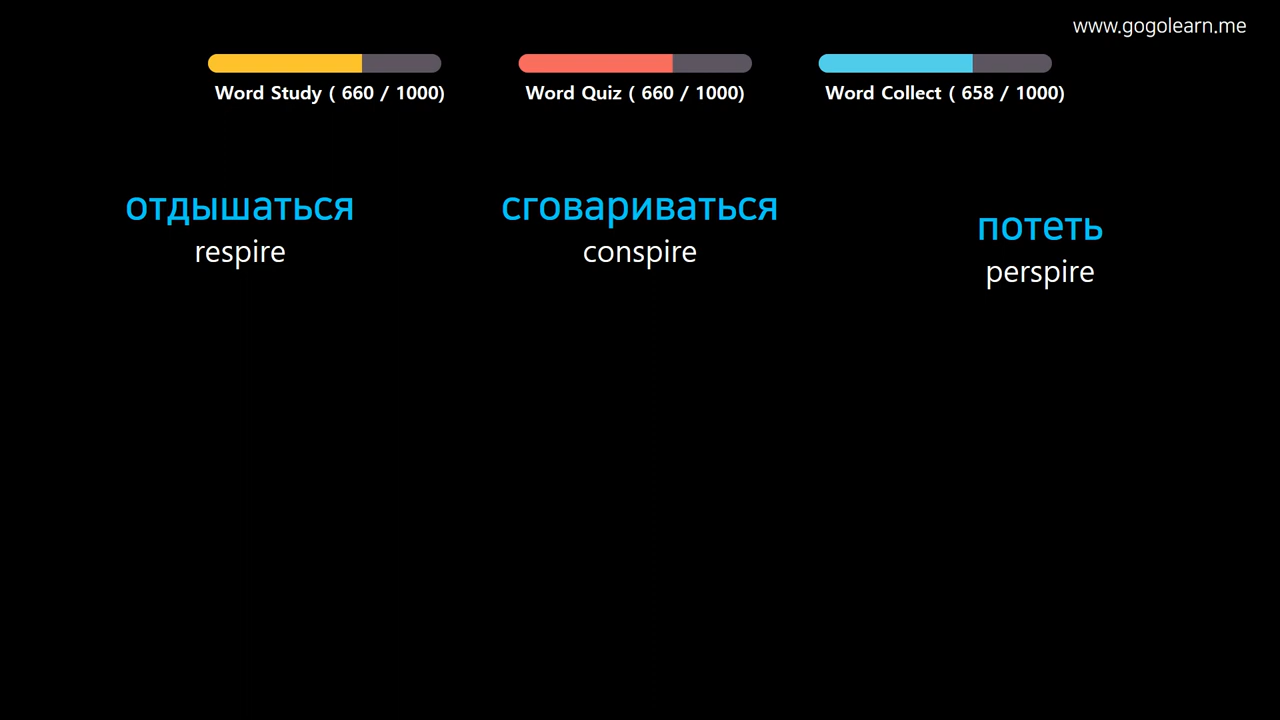 www.gogolearn.me
Word Study ( 660 / 1000)
Word Quiz ( 660 / 1000)
Word Collect ( 658 / 1000)
отдышаться
respire
сговариваться
conspire
потеть
perspire